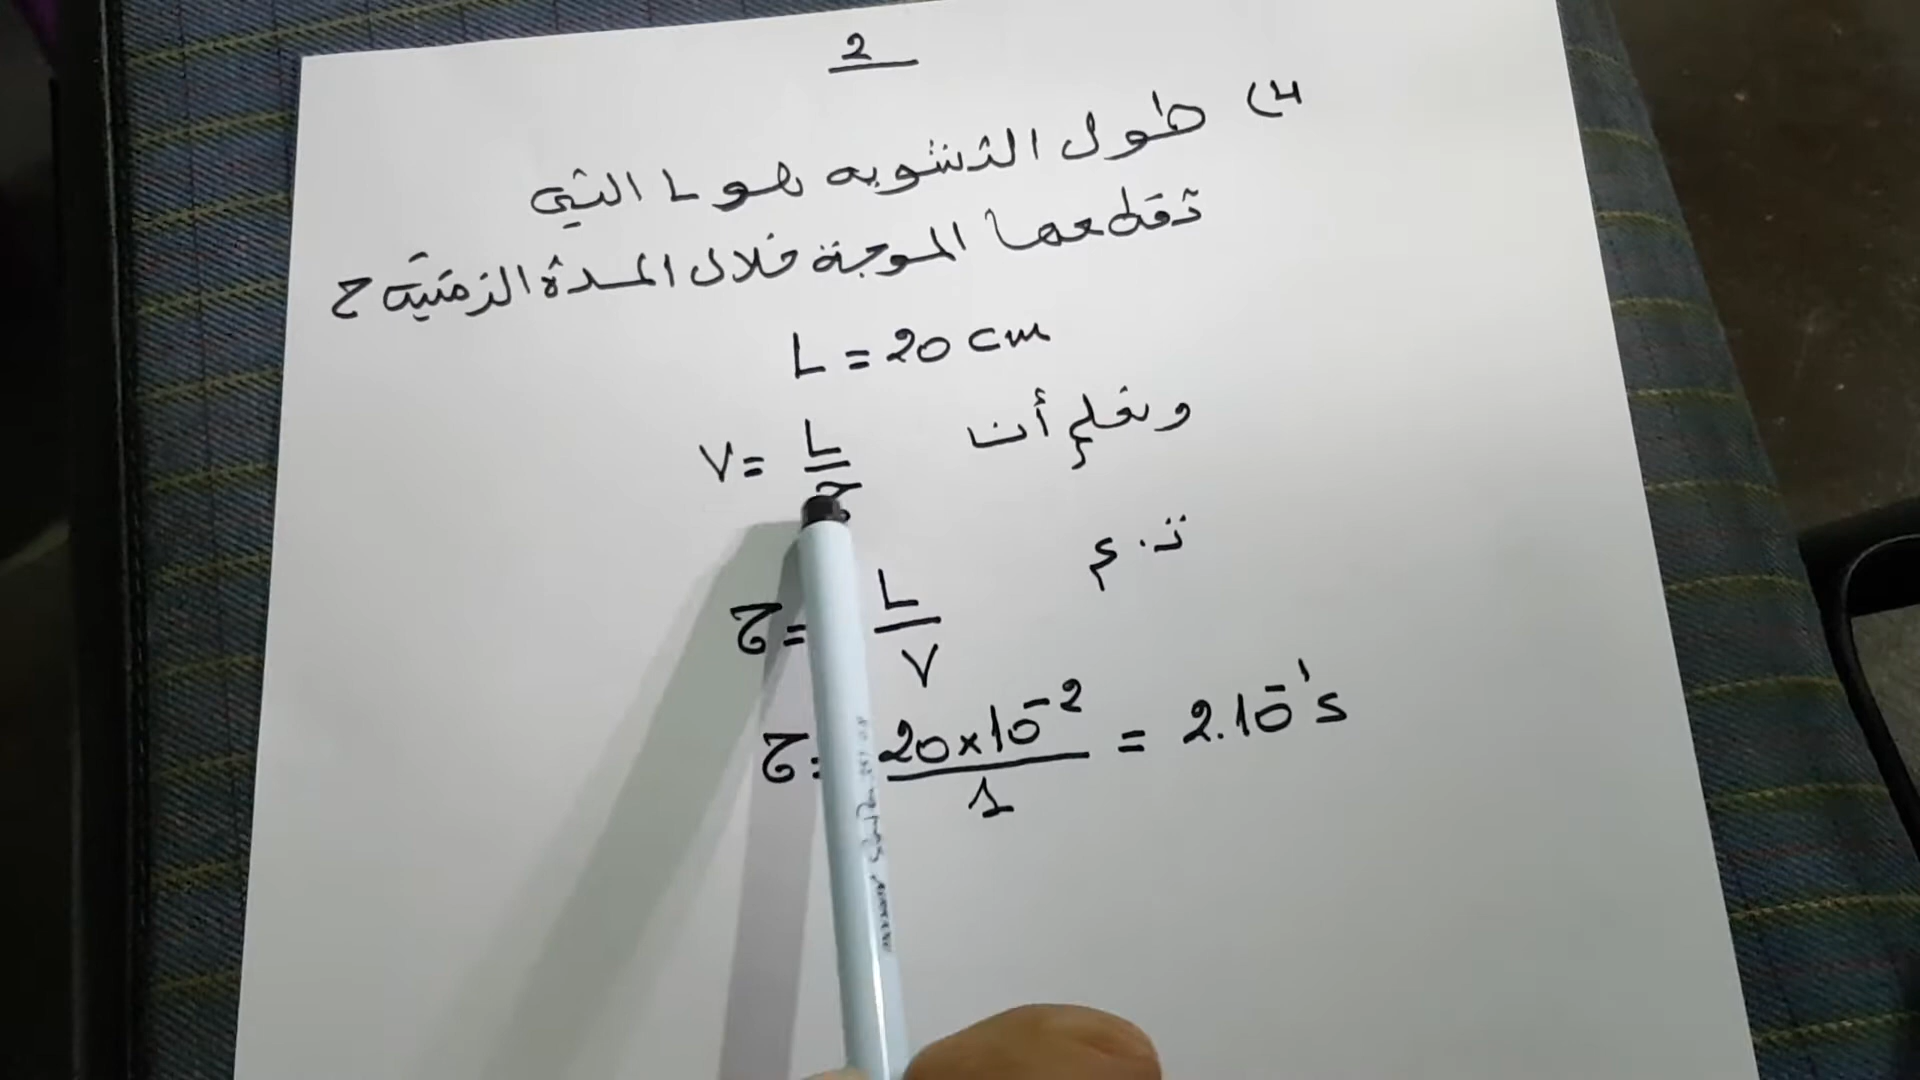 2
4) طول التشويه هو L التي
تقطعها الموجة خلال المدة الزمنية τ
L = 20 cm
ونعلم أن V = L/τ
ت.م
τ = L/V
τ = 20×10⁻²/1 = 2.10⁻¹s